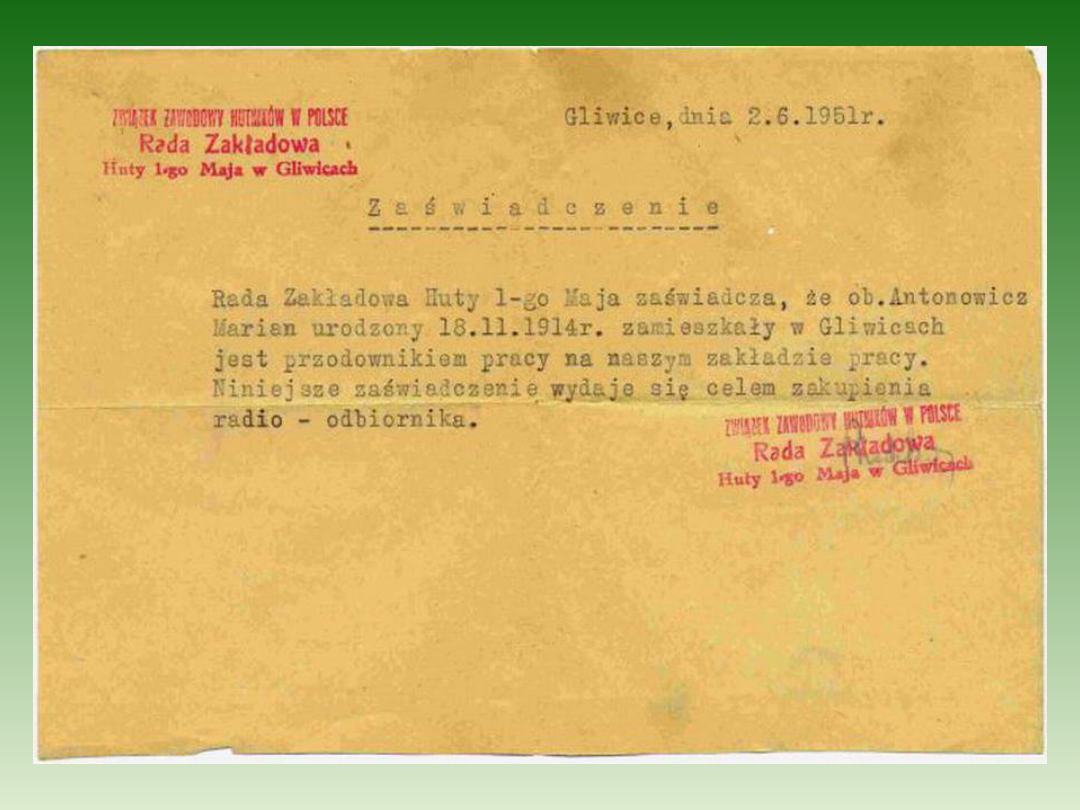 ZWIĄZEK ZAWODOWY HUTNIKÓW W POLSCE
Rada Zakładowa
Huty 1-go Maja w Gliwicach
Gliwice,dnia 2.6.1951r.
Zaświadczenie
Rada Zakładowa Huty 1-go Maja zaświadcza, że ob.Antonowicz
Marian urodzony 18.11.1914r. zamieszkały w Gliwicach
jest przodownikiem pracy na naszym zakładzie pracy.
Niniejsze zaświadczenie wydaje się celem zakupienia
radio - odbiornika.
ZWIĄZEK ZAWODOWY HUTNIKÓW W POLSCE
Rada Zakładowa
Huty 1-go Maja w Gliwicach